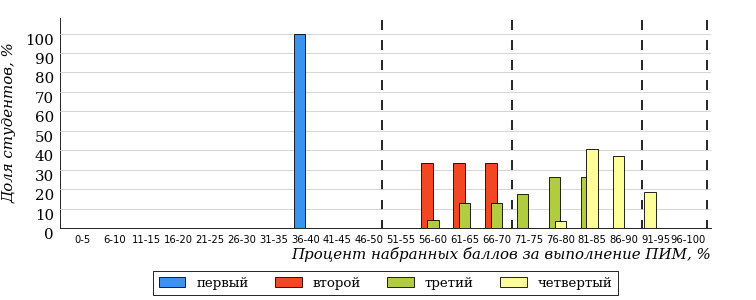 Доля студентов, %
100
90
80
70
60
50
40
30
20
10
0
0-5 6-10 11-15 16-20 21-25 26-30 31-35 36-40 41-45 46-50 51-55 56-60 61-65 66-70 71-75 76-80 81-85 86-90 91-95 96-100
Процент набранных баллов за выполнение ПИМ, %
первый второй третий четвертый